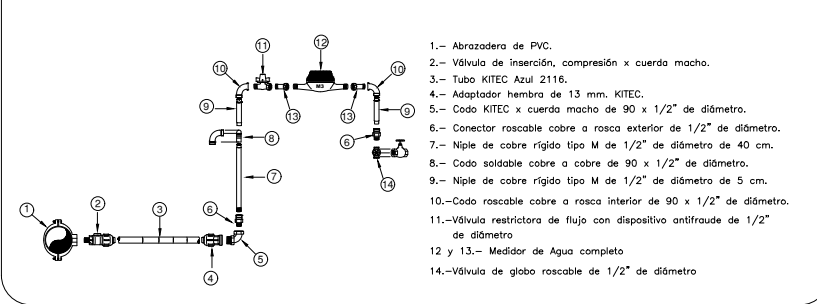 11
12
10
10
M3
9
13
13
9
6
8
14
7
6
1
2
3
4
5
1.– Abrazadera de PVC.
2.– Válvula de inserción, compresión x cuerda macho.
3.– Tubo KITEC Azul 2116.
4.– Adaptador hembra de 13 mm. KITEC.
5.– Codo KITEC x cuerda macho de 90 x 1/2" de diámetro.
6.– Conector roscable cobre a rosca exterior de 1/2" de diámetro.
7.– Niple de cobre rígido tipo M de 1/2" de diámetro de 40 cm.
8.– Codo soldable cobre a cobre de 90 x 1/2" de diámetro.
9.– Niple de cobre rígido tipo M de 1/2" de diámetro de 5 cm.
10.–Codo roscable cobre a rosca interior de 90 x 1/2" de diámetro.
11.–Válvula restrictora de flujo con dispositivo antifraude de 1/2"
de diámetro
12 y 13.– Medidor de Agua completo
14.–Válvula de globo roscable de 1/2" de diámetro